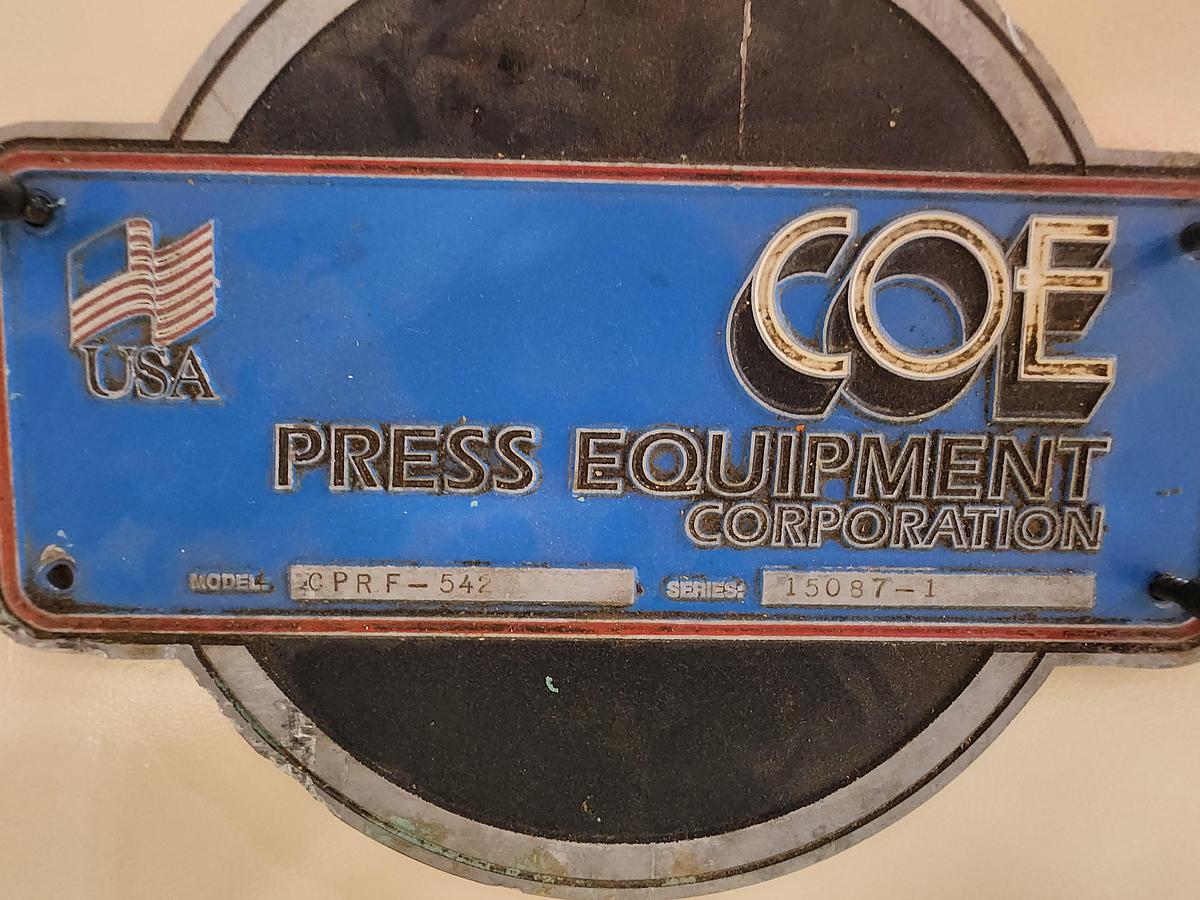 COE
USA
PRESS EQUIPMENT
CORPORATION
MODEL: CPRF-542 SERIES: 15087-1